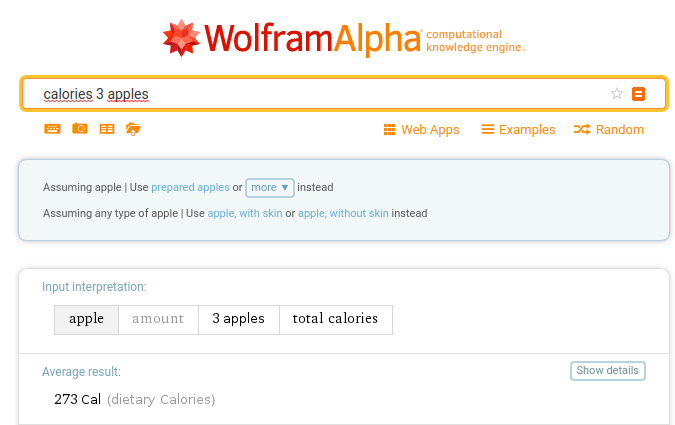 WolframAlpha computational
knowledge engine.
calories 3 apples
Web Apps Examples Random
Assuming apple | Use prepared apples or more ▼ instead
Assuming any type of apple | Use apple, with skin or apple, without skin instead
Input interpretation:
apple amount 3 apples total calories
Average result: Show details
273 Cal (dietary Calories)